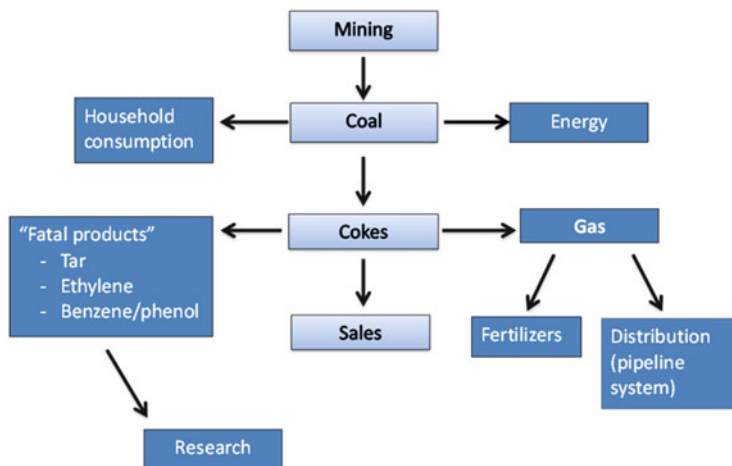 Mining
Household
consumption
Coal
Energy
"Fatal products"
- Tar
- Ethylene
- Benzene/phenol
Cokes
Gas
Sales
Fertilizers
Distribution
(pipeline
system)
Research